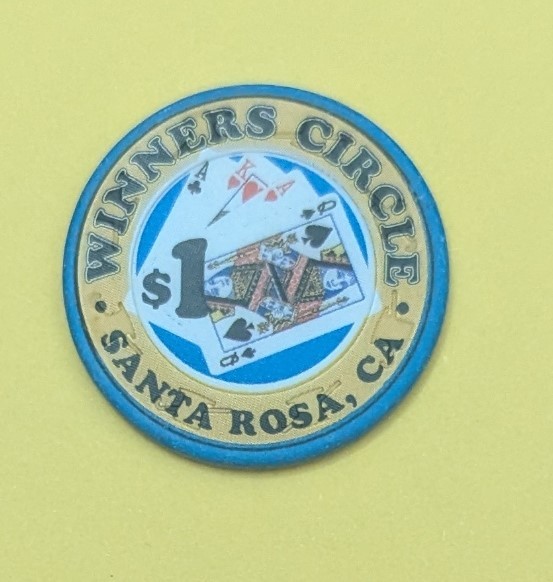 WINNERS CIRCLE
A K A
Q
$1
Q
• SANTA ROSA, CA •